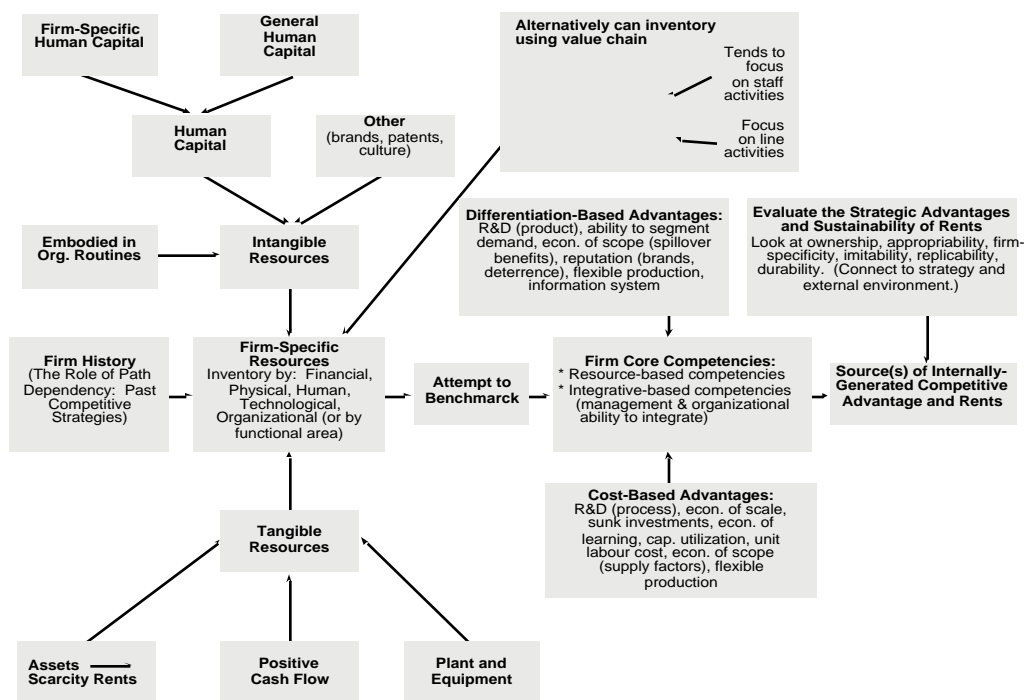 Firm-Specific
Human Capital
General
Human
Capital
Alternatively can inventory
using value chain
Tends to
focus
on staff
activities
Focus
on line
activities
Human
Capital
Other
(brands, patents,
culture)
Embodied in
Org. Routines
Intangible
Resources
Differentiation-Based Advantages:
R&D (product), ability to segment
demand, econ. of scope (spillover
benefits), reputation (brands,
deterrence), flexible production,
information system
Evaluate the Strategic Advantages
and Sustainability of Rents
Look at ownership, appropriability, firm-
specificity, imitability, replicability,
durability. (Connect to strategy and
external environment.)
Firm History
(The Role of Path
Dependency: Past
Competitive
Strategies)
Firm-Specific
Resources
Inventory by: Financial,
Physical, Human,
Technological,
Organizational (or by
functional area)
Attempt to
Benchmarck
Firm Core Competencies:
* Resource-based competencies
* Integrative-based competencies
(management & organizational
ability to integrate)
Source(s) of Internally-
Generated Competitive
Advantage and Rents
Cost-Based Advantages:
R&D (process), econ. of scale,
sunk investments, econ. of
learning, cap. utilization, unit
labour cost, econ. of scope
(supply factors), flexible
production
Tangible
Resources
Assets
Scarcity Rents
Positive
Cash Flow
Plant and
Equipment